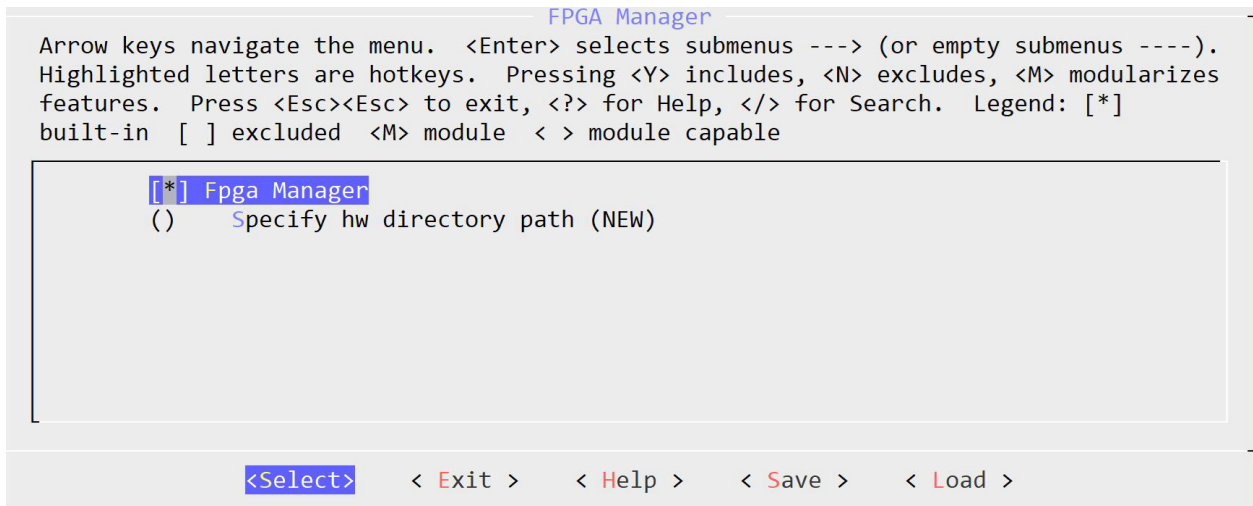 FPGA Manager
Arrow keys navigate the menu. <Enter> selects submenus ---> (or empty submenus ----).
Highlighted letters are hotkeys. Pressing <Y> includes, <N> excludes, <M> modularizes
features. Press <Esc><Esc> to exit, <?> for Help, </> for Search. Legend: [*]
built-in [ ] excluded <M> module < > module capable
[*] Fpga Manager
() Specify hw directory path (NEW)
<Select> < Exit > < Help > < Save > < Load >